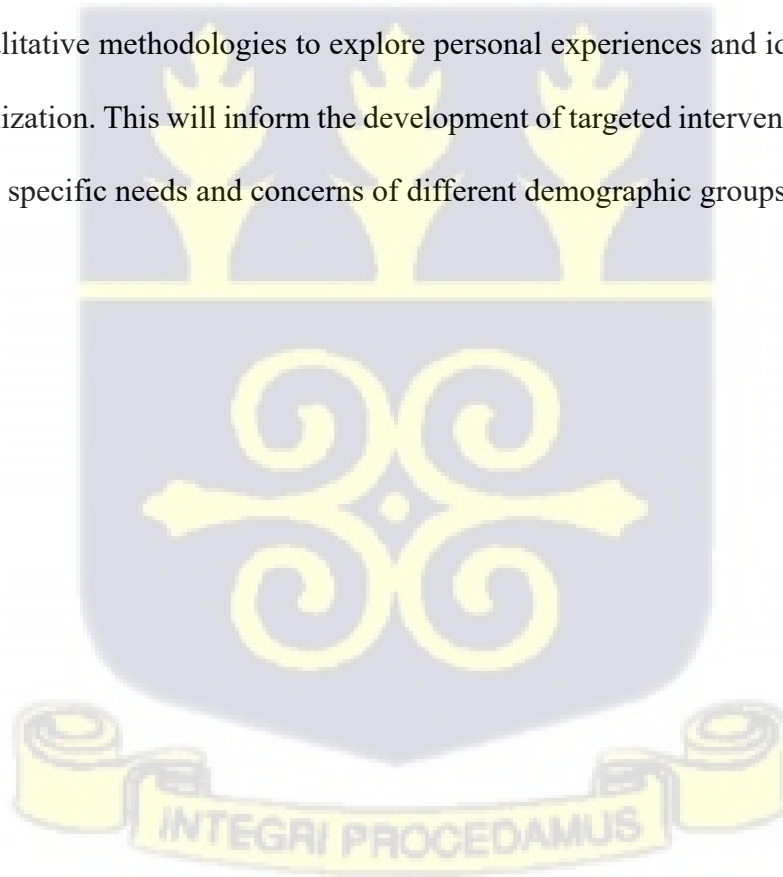 litative methodologies to explore personal experiences and id
ization. This will inform the development of targeted interven
specific needs and concerns of different demographic groups
INTEGRI PROCEDAMUS